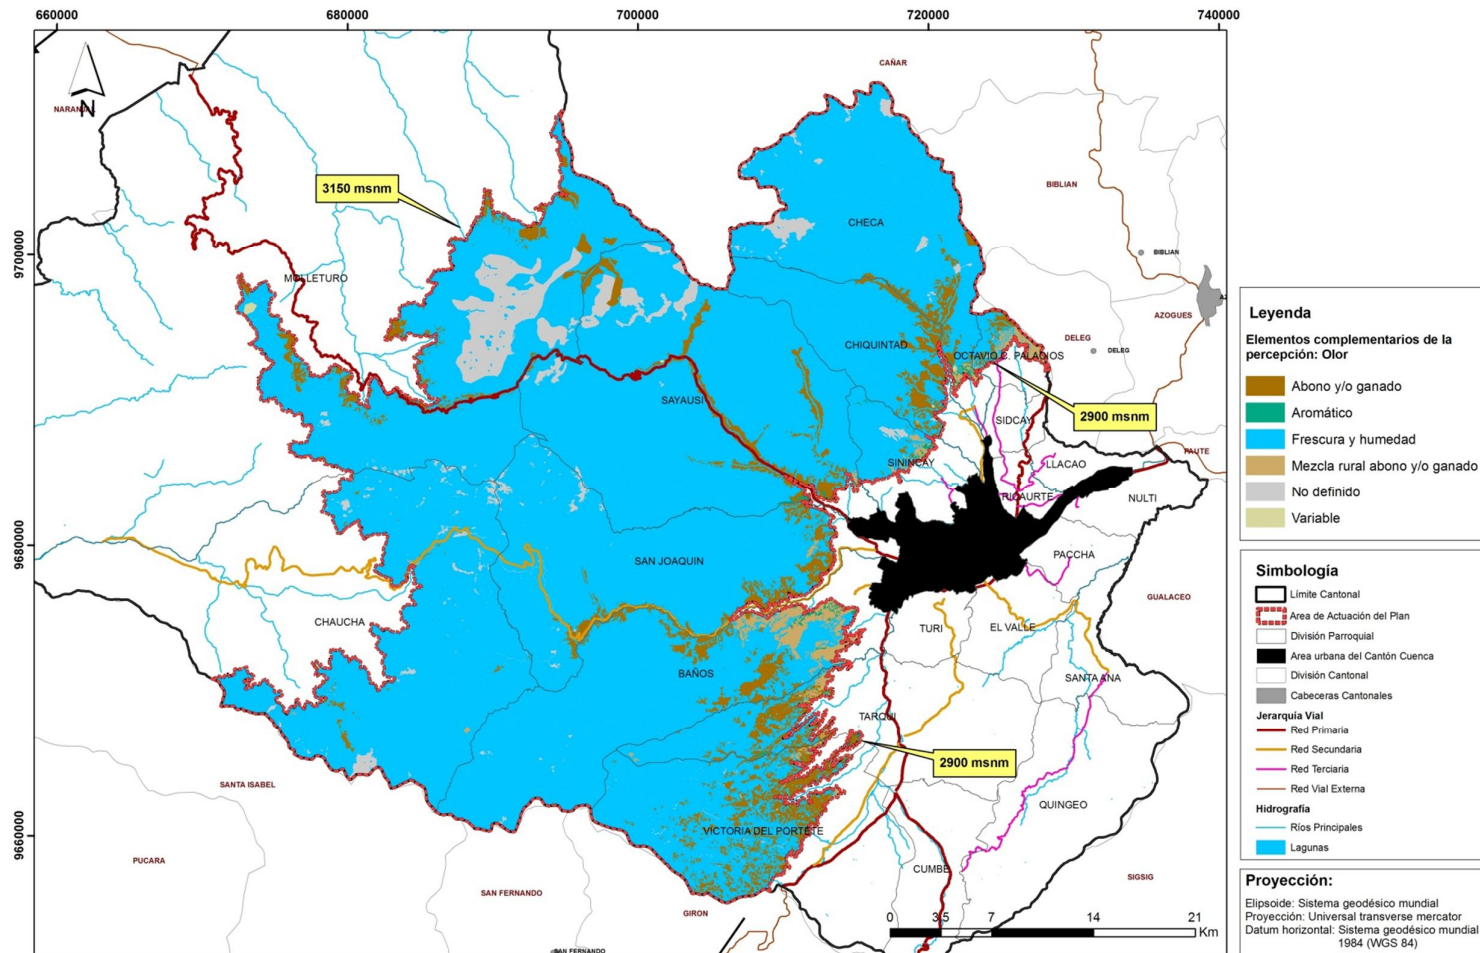 660000
680000
700000
720000
740000
CAÑAR
N
3150 msnm
BIBLIAN
CHECA
BIBLIAN
9700000
MOLLETURO
AZOGUES
DELEG
CHIQUINTAD
OCTAVIO C. PALACIOS
DELEG
SAYAUSI
2900 msnm
SIDCAY
PAUTE
SININCAY
LLACAO
RICAURTE
NULTI
9680000
SAN JOAQUIN
PACCHA
GUALACEO
CHAUCHA
TURI
EL VALLE
BAÑOS
SANTA ANA
TARQUI
2900 msnm
SANTA ISABEL
QUINGEO
9660000
VICTORIA DEL PORTETE
PUCARA
CUMBE
SIGSIG
SAN FERNANDO
GIRON
0 3,5 7 14 21
Km
SAN FERNANDO
Leyenda
Elementos complementarios de la
percepción: Olor
Abono y/o ganado
Aromático
Frescura y humedad
Mezcla rural abono y/o ganado
No definido
Variable
Simbología
Límite Cantonal
Area de Actuación del Plan
División Parroquial
Area urbana del Cantón Cuenca
División Cantonal
Cabeceras Cantonales
Jerarquía Vial
Red Primaria
Red Secundaria
Red Terciaria
Red Vial Externa
Hidrografía
Ríos Principales
Lagunas
Proyección:
Elipsoide: Sistema geodésico mundial
Proyección: Universal transverse mercator
Datum horizontal: Sistema geodésico mundial
1984 (WGS 84)